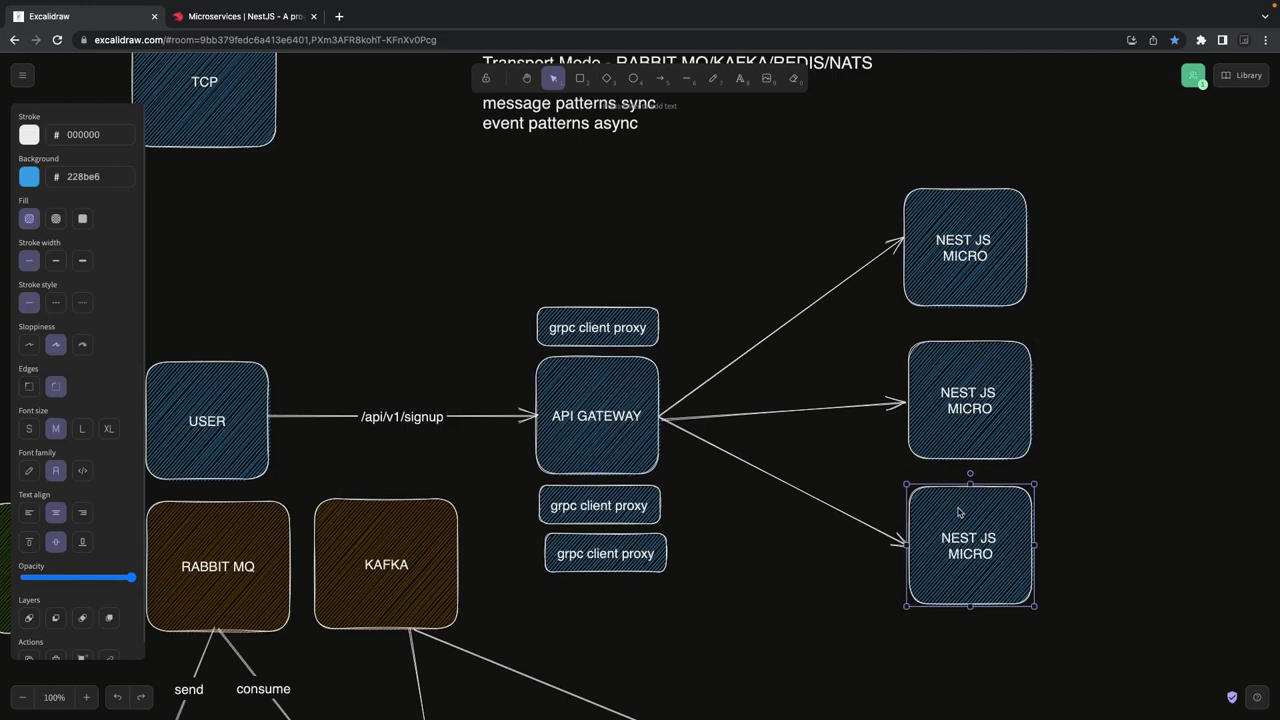 Excalidraw
Microservices | NestJS - A pro
excalidraw.com/#room=9bb379fedc6a413e6401,PXm3AFR8kohT-KFnXv0Pcg
Library
3
Transport Mode - RABBIT MQ/KAFKA/REDIS/NATS
message patterns sync
event patterns async
TCP
Stroke
# 000000
Background
# 228be6
Fill
Stroke width
Stroke style
Sloppiness
Edges
Font size
S M L XL
Font family
A
Text align
Opacity
Layers
Actions
NEST JS
MICRO
grpc client proxy
USER
/api/v1/signup
API GATEWAY
NEST JS
MICRO
grpc client proxy
grpc client proxy
NEST JS
MICRO
RABBIT MQ
KAFKA
send
consume
100%